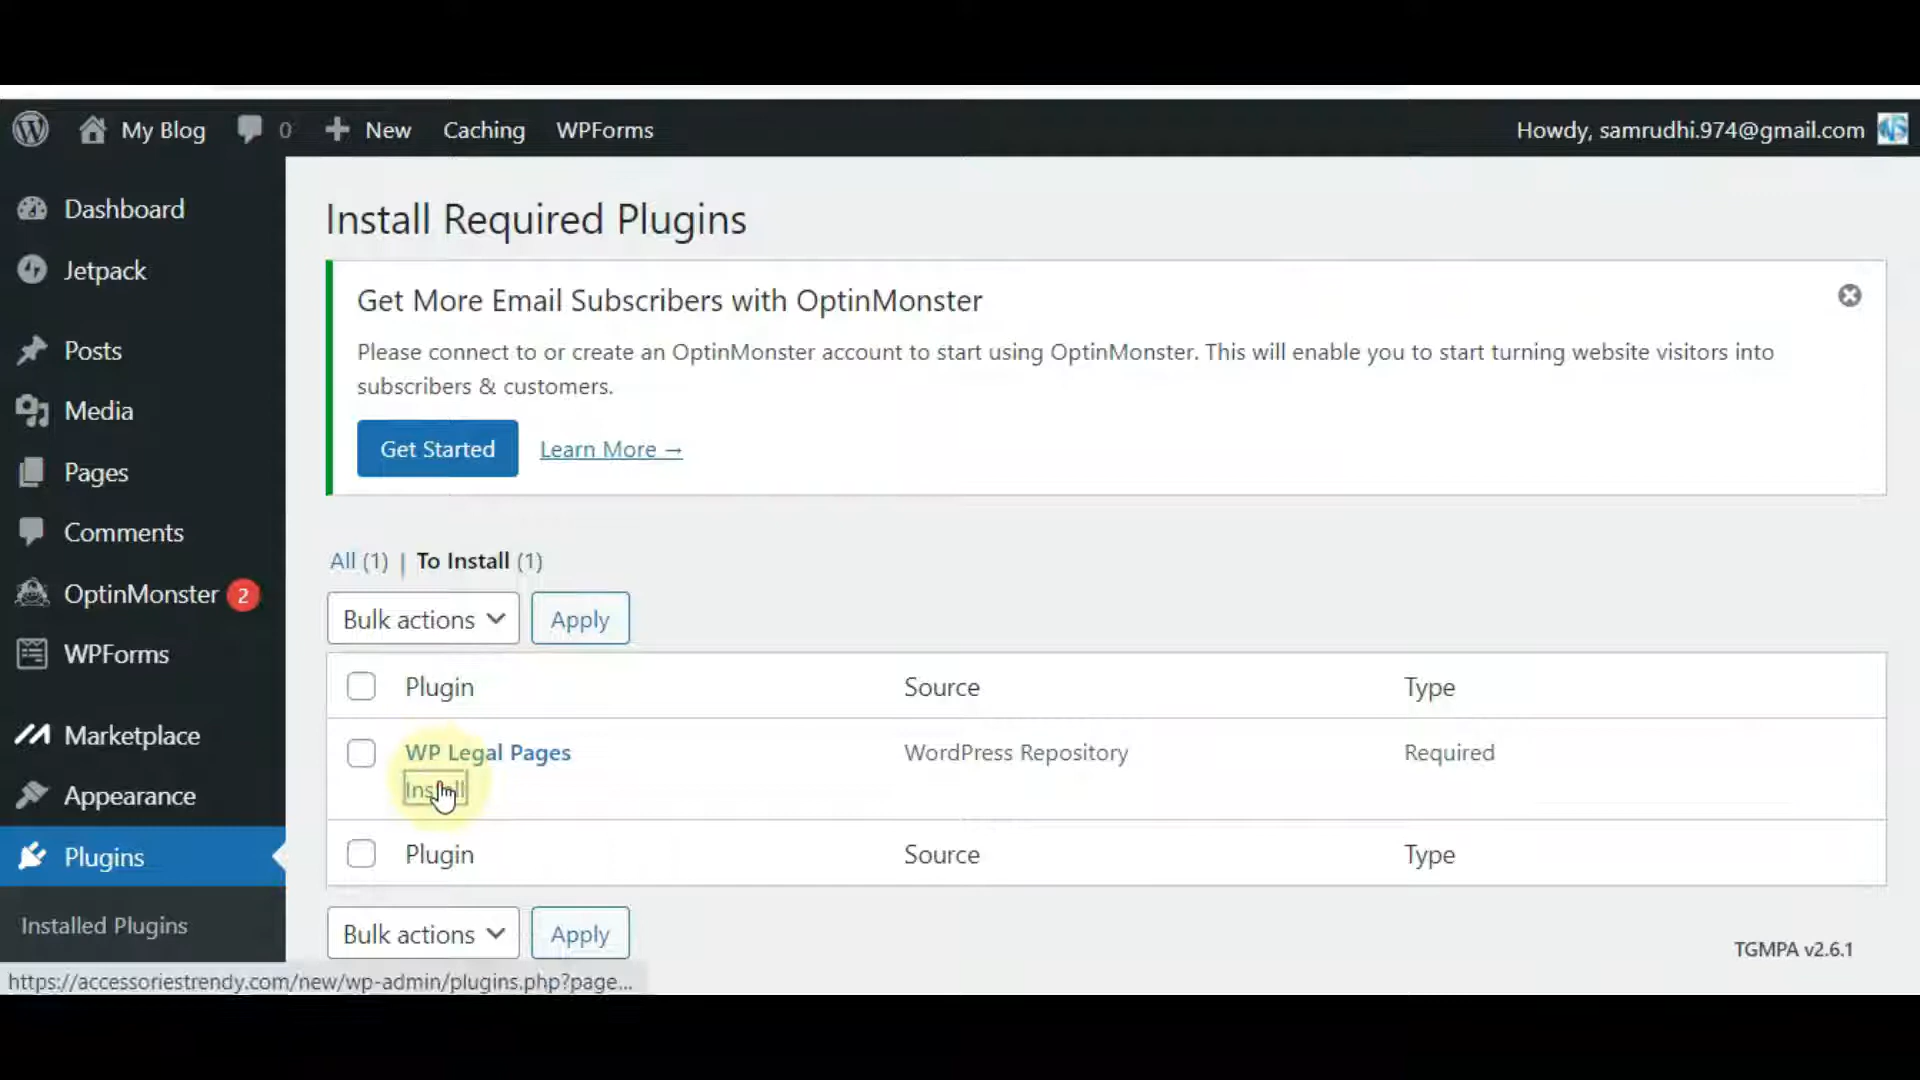 My Blog 0 New Caching WPForms Howdy, samrudhi.974@gmail.com
Dashboard
Jetpack
Posts
Media
Pages
Comments
OptinMonster 2
WPForms
Marketplace
Appearance
Plugins
Installed Plugins
Install Required Plugins
Get More Email Subscribers with OptinMonster
Please connect to or create an OptinMonster account to start using OptinMonster. This will enable you to start turning website visitors into
subscribers & customers.
Get Started Learn More →
All (1) | To Install (1)
Bulk actions Apply
Plugin Source Type
WP Legal Pages WordPress Repository Required
Install
Plugin Source Type
Bulk actions Apply
TGMPA v2.6.1
https://accessoriestrendy.com/new/wp-admin/plugins.php?page...